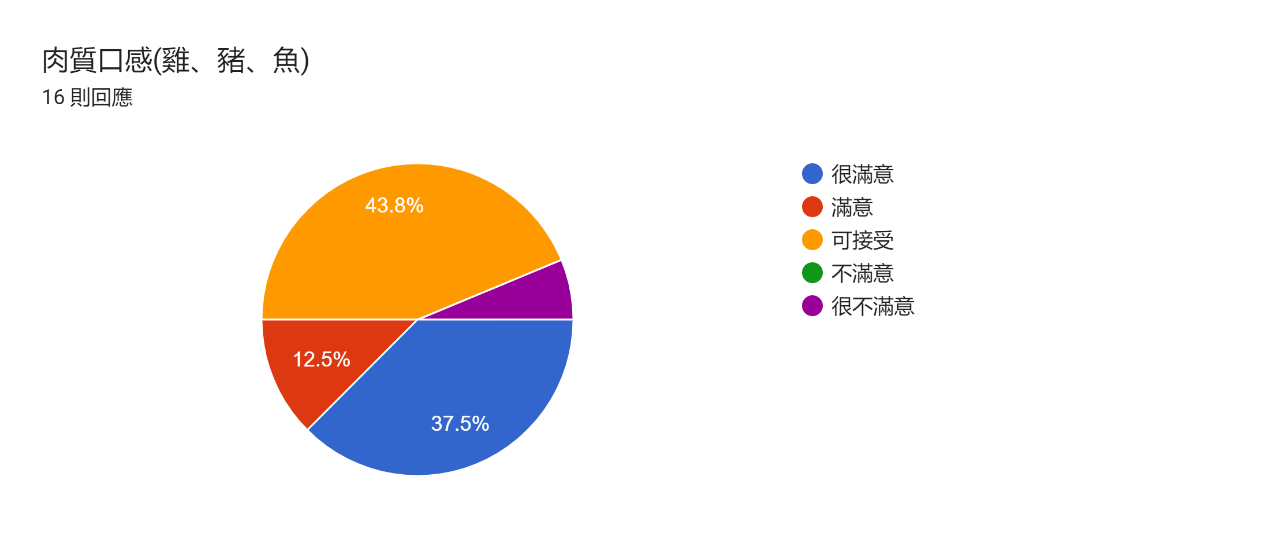 肉質口感(雞、豬、魚)
16 則回應
43.8%
12.5%
37.5%
很滿意
滿意
可接受
不滿意
很不滿意